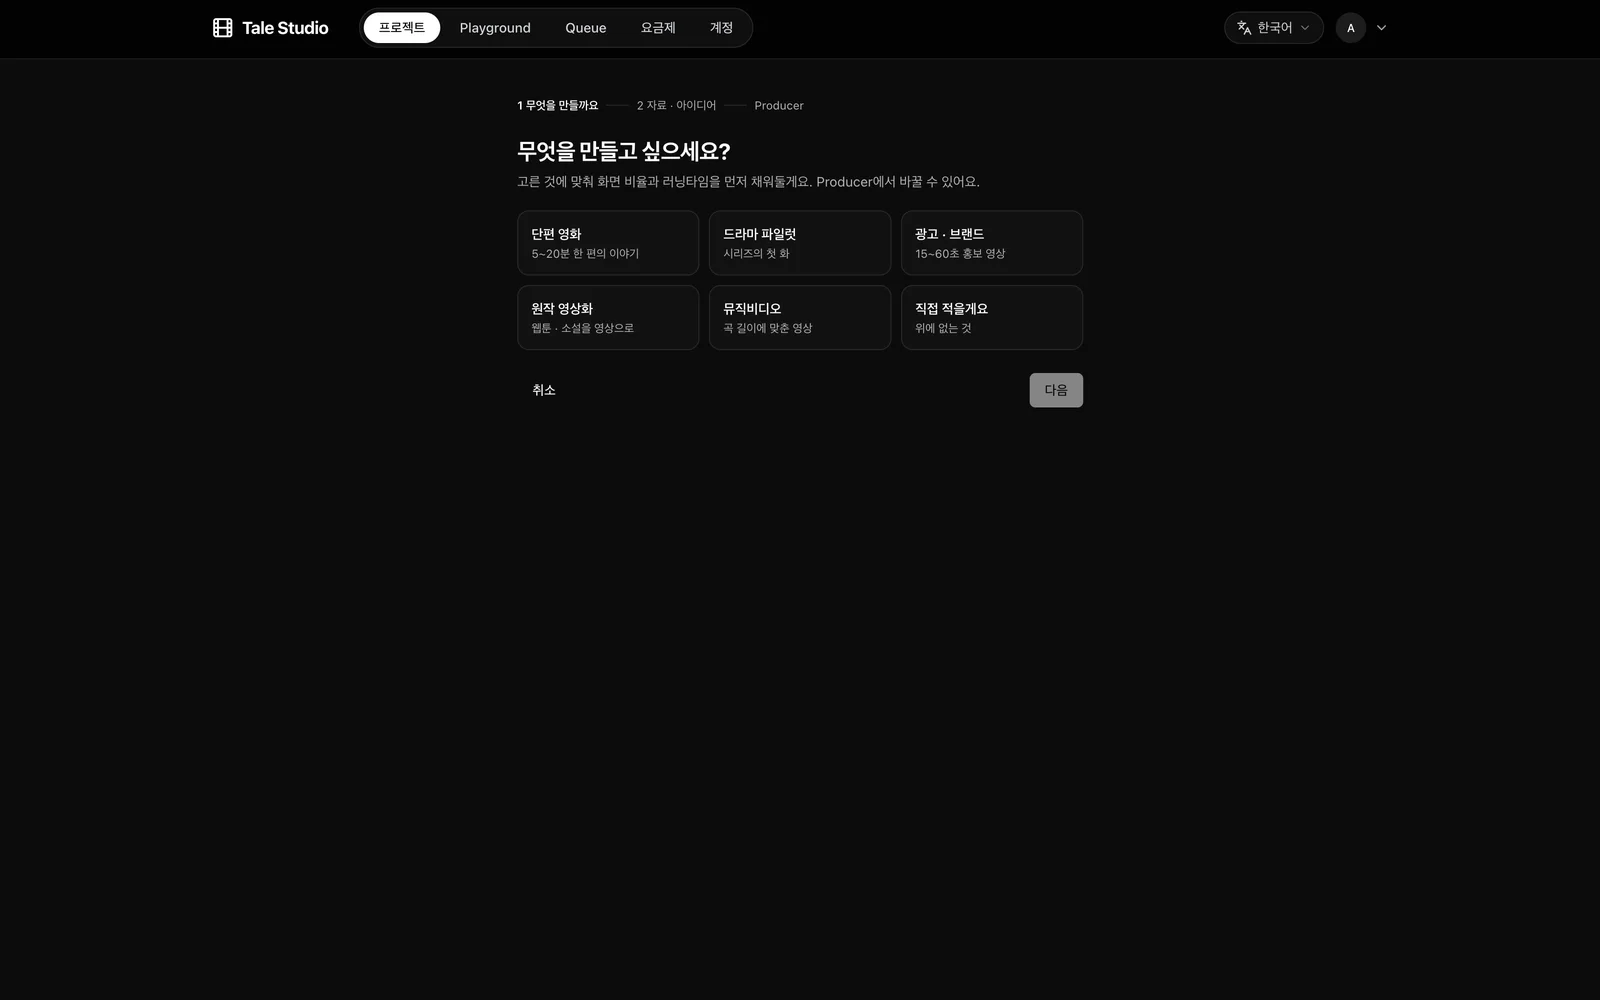 Tale Studio
프로젝트
Playground
Queue
요금제
계정
한국어
A
1 무엇을 만들까요
2 자료 · 아이디어
Producer
무엇을 만들고 싶으세요?
고른 것에 맞춰 화면 비율과 러닝타임을 먼저 채워둘게요. Producer에서 바꿀 수 있어요.
단편 영화
5~20분 한 편의 이야기
드라마 파일럿
시리즈의 첫 화
광고 · 브랜드
15~60초 홍보 영상
원작 영상화
웹툰 · 소설을 영상으로
뮤직비디오
곡 길이에 맞춘 영상
직접 적을게요
위에 없는 것
취소
다음